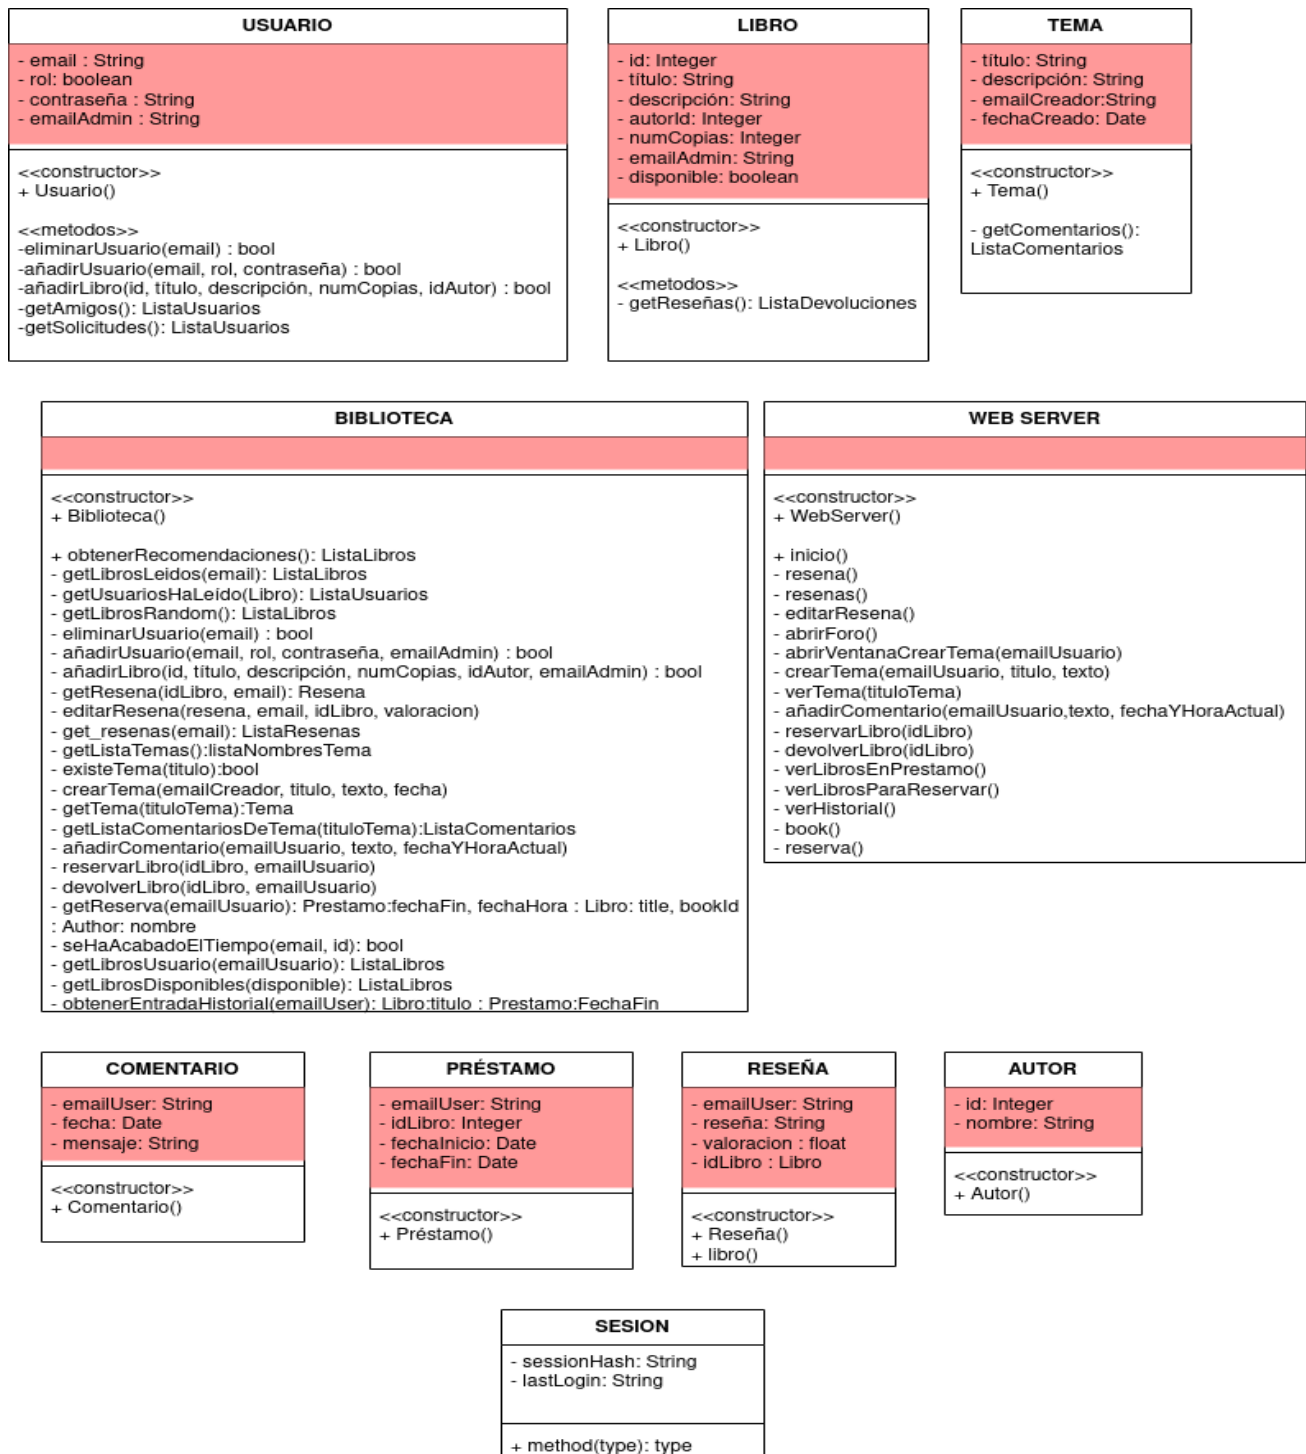 USUARIO
- email : String
- rol: boolean
- contraseña : String
- emailAdmin : String
<<constructor>>
+ Usuario()
<<metodos>>
-eliminarUsuario(email) : bool
-añadirUsuario(email, rol, contraseña) : bool
-añadirLibro(id, título, descripción, numCopias, idAutor) : bool
-getAmigos(): ListaUsuarios
-getSolicitudes(): ListaUsuarios
LIBRO
- id: Integer
- título: String
- descripción: String
- autorId: Integer
- numCopias: Integer
- emailAdmin: String
- disponible: boolean
<<constructor>>
+ Libro()
<<metodos>>
- getReseñas(): ListaDevoluciones
TEMA
- título: String
- descripción: String
- emailCreador:String
- fechaCreado: Date
<<constructor>>
+ Tema()
- getComentarios():
ListaComentarios
BIBLIOTECA
<<constructor>>
+ Biblioteca()
+ obtenerRecomendaciones(): ListaLibros
- getLibrosLeidos(email): ListaLibros
- getUsuariosHaLeído(Libro): ListaUsuarios
- getLibrosRandom(): ListaLibros
- eliminarUsuario(email) : bool
- añadirUsuario(email, rol, contraseña, emailAdmin) : bool
- añadirLibro(id, título, descripción, numCopias, idAutor, emailAdmin) : bool
- getResena(idLibro, email): Resena
- editarResena(resena, email, idLibro, valoracion)
- get_resenas(email): ListaResenas
- getListaTemas():listaNombresTema
- existeTema(titulo):bool
- crearTema(emailCreador, titulo, texto, fecha)
- getTema(tituloTema):Tema
- getListaComentariosDeTema(tituloTema):ListaComentarios
- añadirComentario(emailUsuario, texto, fechaYHoraActual)
- reservarLibro(idLibro, emailUsuario)
- devolverLibro(idLibro, emailUsuario)
- getReserva(emailUsuario): Prestamo:fechaFin, fechaHora : Libro: title, bookId
: Author: nombre
- seHaAcabadoElTiempo(email, id): bool
- getLibrosUsuario(emailUsuario): ListaLibros
- getLibrosDisponibles(disponible): ListaLibros
- obtenerEntradaHistorial(emailUser): Libro:titulo : Prestamo:FechaFin
WEB SERVER
<<constructor>>
+ WebServer()
+ inicio()
- resena()
- resenas()
- editarResena()
- abrirForo()
- abrirVentanaCrearTema(emailUsuario)
- crearTema(emailUsuario, titulo, texto)
- verTema(tituloTema)
- añadirComentario(emailUsuario,texto, fechaYHoraActual)
- reservarLibro(idLibro)
- devolverLibro(idLibro)
- verLibrosEnPrestamo()
- verLibrosParaReservar()
- verHistorial()
- book()
- reserva()
COMENTARIO
- emailUser: String
- fecha: Date
- mensaje: String
<<constructor>>
+ Comentario()
PRÉSTAMO
- emailUser: String
- idLibro: Integer
- fechaInicio: Date
- fechaFin: Date
<<constructor>>
+ Préstamo()
RESEÑA
- emailUser: String
- reseña: String
- valoracion : float
- idLibro : Libro
<<constructor>>
+ Reseña()
+ libro()
AUTOR
- id: Integer
- nombre: String
<<constructor>>
+ Autor()
SESION
- sessionHash: String
- lastLogin: String
+ method(type): type